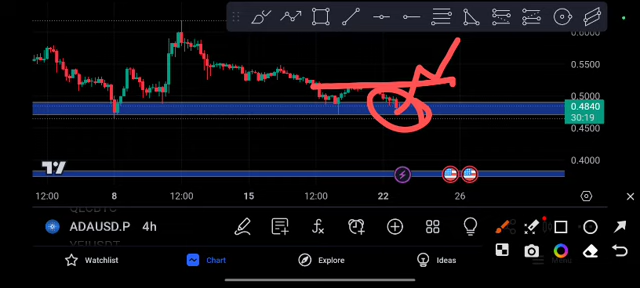 0.6000
0.5500
0.5000
0.4840
30:19
0.4500
0.4000
12:00 8 12:00 15 12:00 22 26
ADAUSD.P 4h
Watchlist
Chart
Explore
Ideas